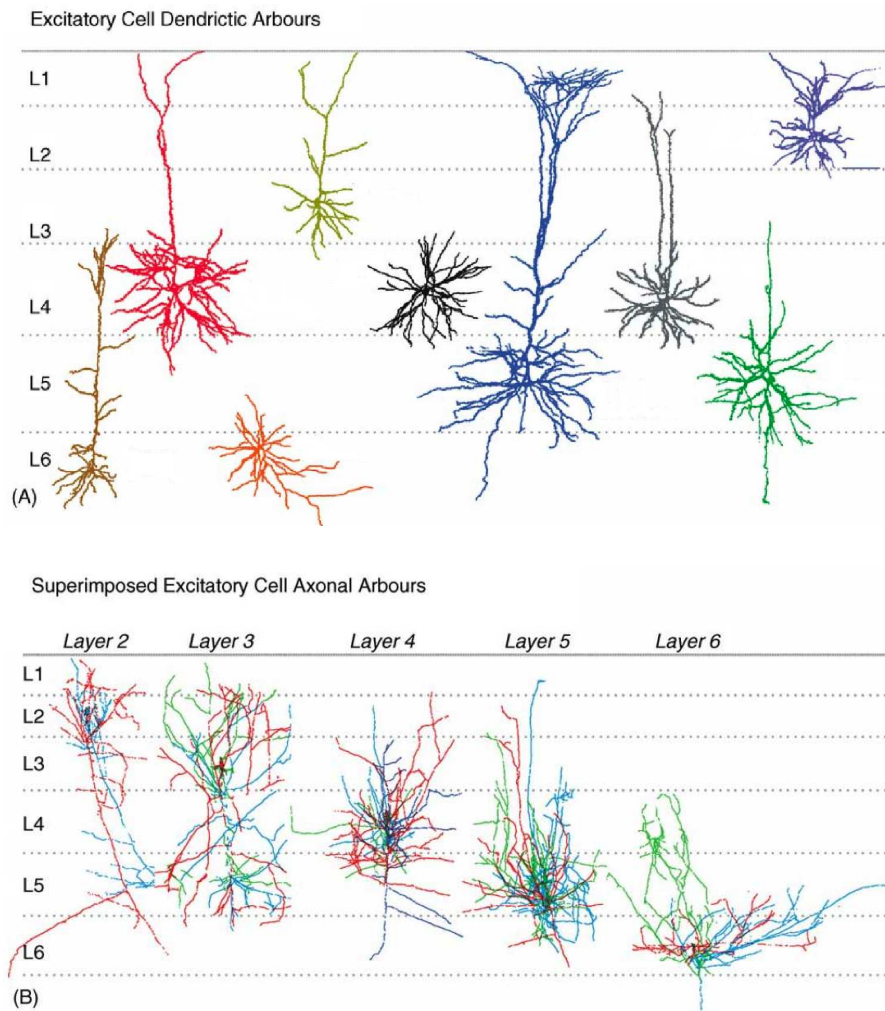 Excitatory Cell Dendrictic Arbours
L1
L2
L3
L4
L5
L6
(A)
Superimposed Excitatory Cell Axonal Arbours
Layer 2 Layer 3 Layer 4 Layer 5 Layer 6
L1
L2
L3
L4
L5
L6
(B)